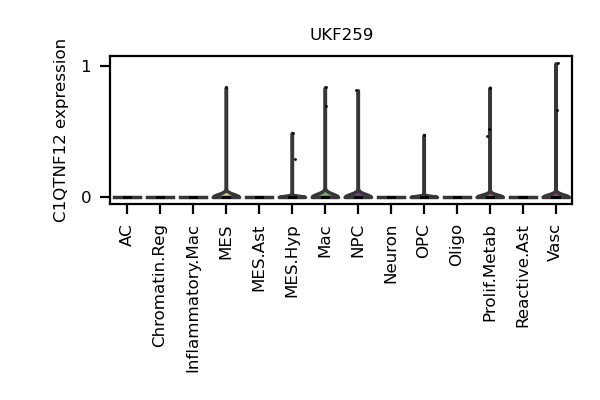 UKF259
C1QTNF12 expression
1
0
AC
Chromatin.Reg
Inflammatory.Mac
MES
MES.Ast
MES.Hyp
Mac
NPC
Neuron
OPC
Oligo
Prolif.Metab
Reactive.Ast
Vasc